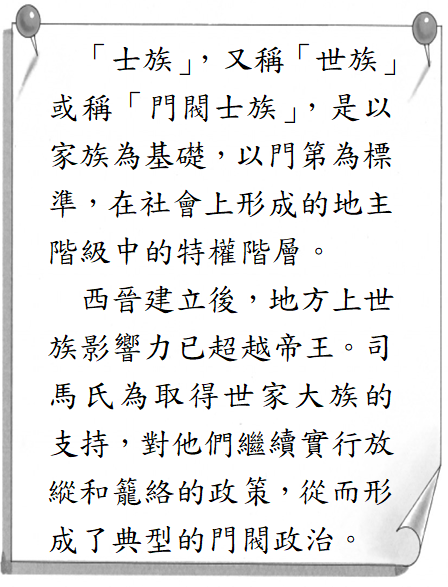 「士族」，又稱「世族」
或稱「門閥士族」，是以
家族為基礎，以門第為標
準，在社會上形成的地主
階級中的特權階層。
西晉建立後，地方上世
族影響力已超越帝王。司
馬氏為取得世家大族的
支持，對他們繼續實行放
縱和籠絡的政策，從而形
成了典型的門閥政治。